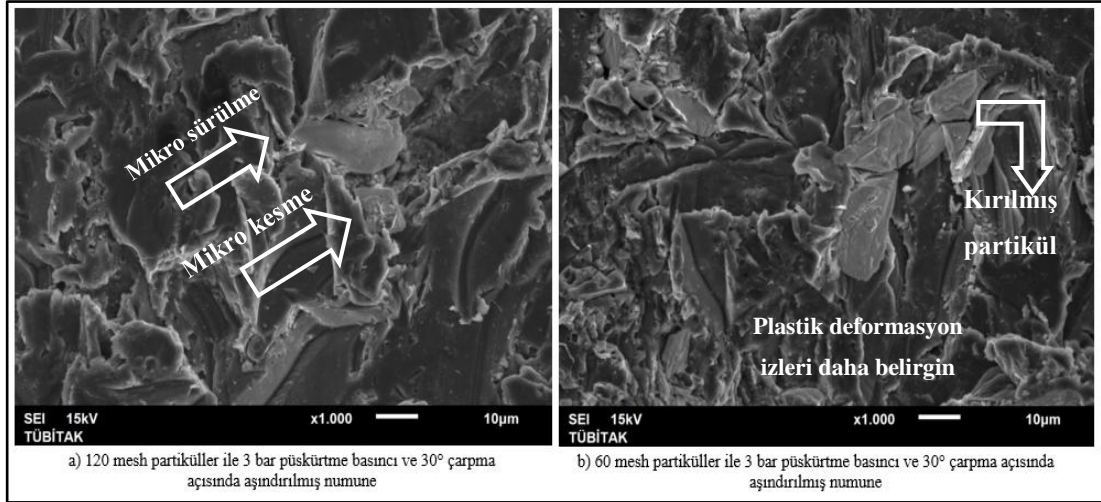 Mikro sürülme
Mikro kesme
SEI 15kV x1.000 10µm
TÜBİTAK
a) 120 mesh partiküller ile 3 bar püskürtme basıncı ve 30° çarpma
açısında aşındırılmış numune
Kırılmış
partikül
Plastik deformasyon
izleri daha belirgin
SEI 15kV x1.000 10µm
TÜBİTAK
b) 60 mesh partiküller ile 3 bar püskürtme basıncı ve 30° çarpma açısında
aşındırılmış numune